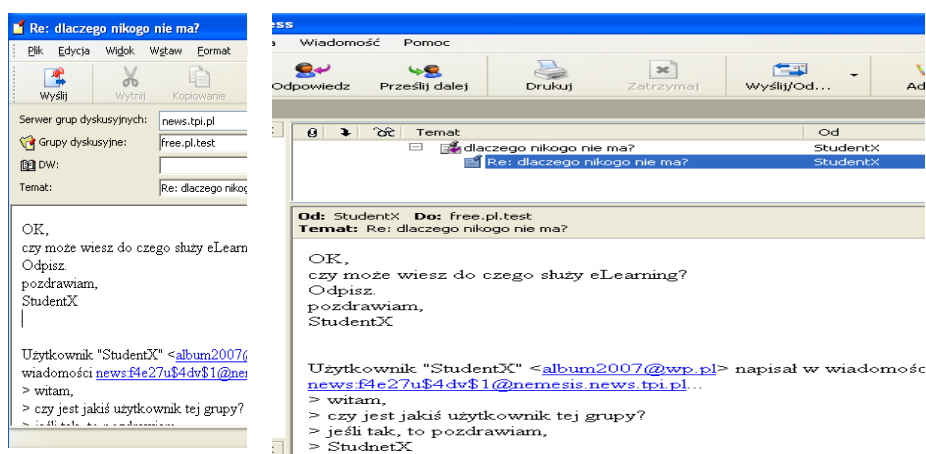 Re: dlaczego nikogo nie ma?
Plik Edycja Widok Wstaw Format
Wyślij Wytnij Kopiowanie
Serwer grup dyskusyjnych: news.tpi.pl
Grupy dyskusyjne: free.pl.test
DW:
Temat: Re: dlaczego nikog
OK,
czy może wiesz do czego służy eLearn
Odpisz.
pozdrawiam,
StudentX
Użytkownik "StudentX" <album2007@
wiadomości news:f4e27u$4dv$1@ner
> witam,
> czy jest jakiś użytkownik tej grupy?
> jeśli tak, to pozdrawiam
ess
Wiadomość Pomoc
Odpowiedz Prześlij dalej Drukuj Zatrzymaj Wyślij/Od... Ad
Temat Od
dlaczego nikogo nie ma? StudentX
Re: dlaczego nikogo nie ma? StudentX
Od: StudentX Do: free.pl.test
Temat: Re: dlaczego nikogo nie ma?
OK,
czy może wiesz do czego służy eLearning?
Odpisz.
pozdrawiam,
StudentX
Użytkownik "StudentX" <album2007@wp.pl> napisał w wiadomośc
news:f4e27u$4dv$1@nemesis.news.tpi.pl...
> witam,
> czy jest jakiś użytkownik tej grupy?
> jeśli tak, to pozdrawiam,
> StudnetX